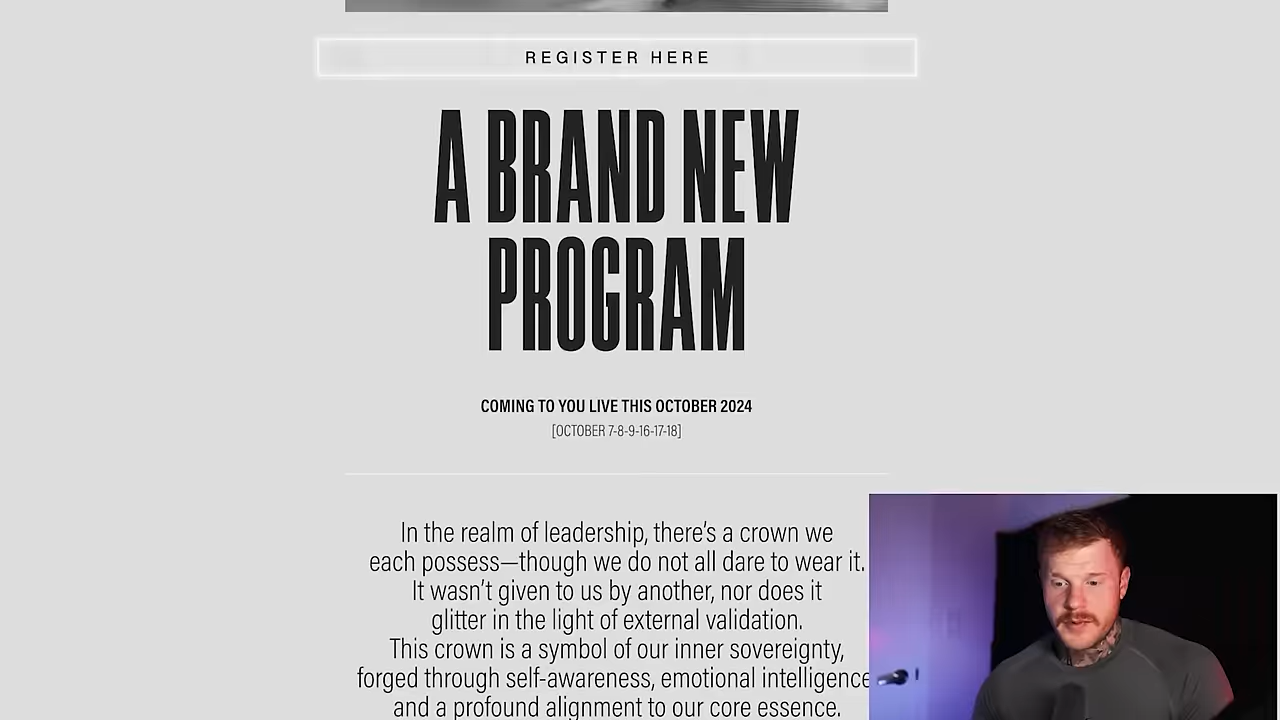 REGISTER HERE
A BRAND NEW
PROGRAM
COMING TO YOU LIVE THIS OCTOBER 2024
[OCTOBER 7-8-9-16-17-18]
In the realm of leadership, there's a crown we
each possess—though we do not all dare to wear it.
It wasn't given to us by another, nor does it
glitter in the light of external validation.
This crown is a symbol of our inner sovereignty,
forged through self-awareness, emotional intelligence
and a profound alignment to our core essence.